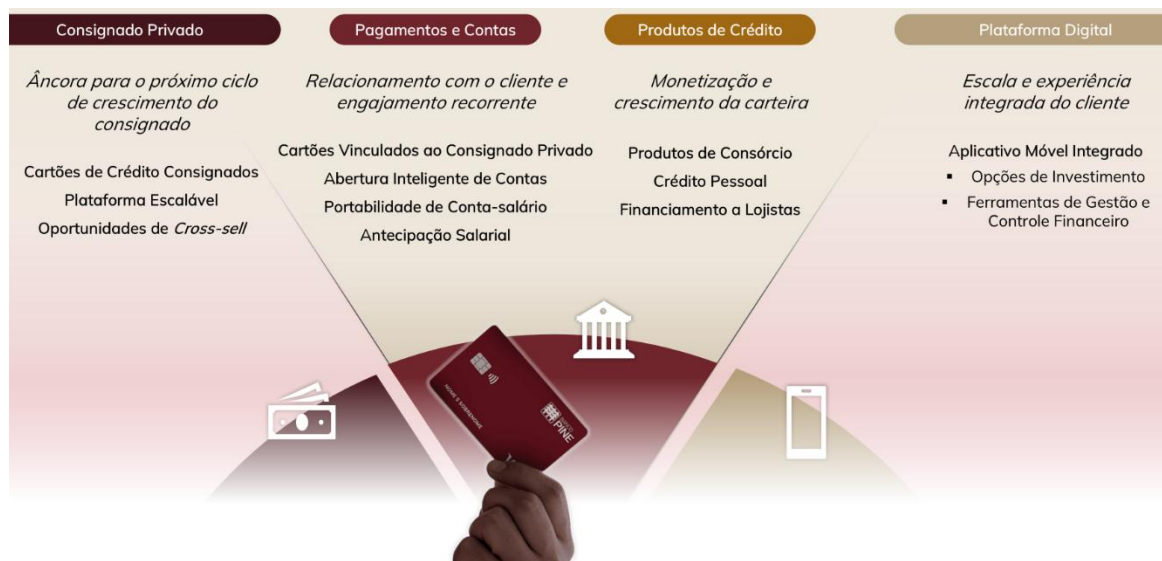 Consignado Privado
Âncora para o próximo ciclo
de crescimento do
consignado
Cartões de Crédito Consignados
Plataforma Escalável
Oportunidades de Cross-sell
Pagamentos e Contas
Relacionamento com o cliente e
engajamento recorrente
Cartões Vinculados ao Consignado Privado
Abertura Inteligente de Contas
Portabilidade de Conta-salário
Antecipação Salarial
Produtos de Crédito
Monetização e
crescimento da carteira
Produtos de Consórcio
Crédito Pessoal
Financiamento a Lojistas
Plataforma Digital
Escala e experiência
integrada do cliente
Aplicativo Móvel Integrado
▪ Opções de Investimento
▪ Ferramentas de Gestão e
Controle Financeiro
NOME E SOBRENOME
PINE